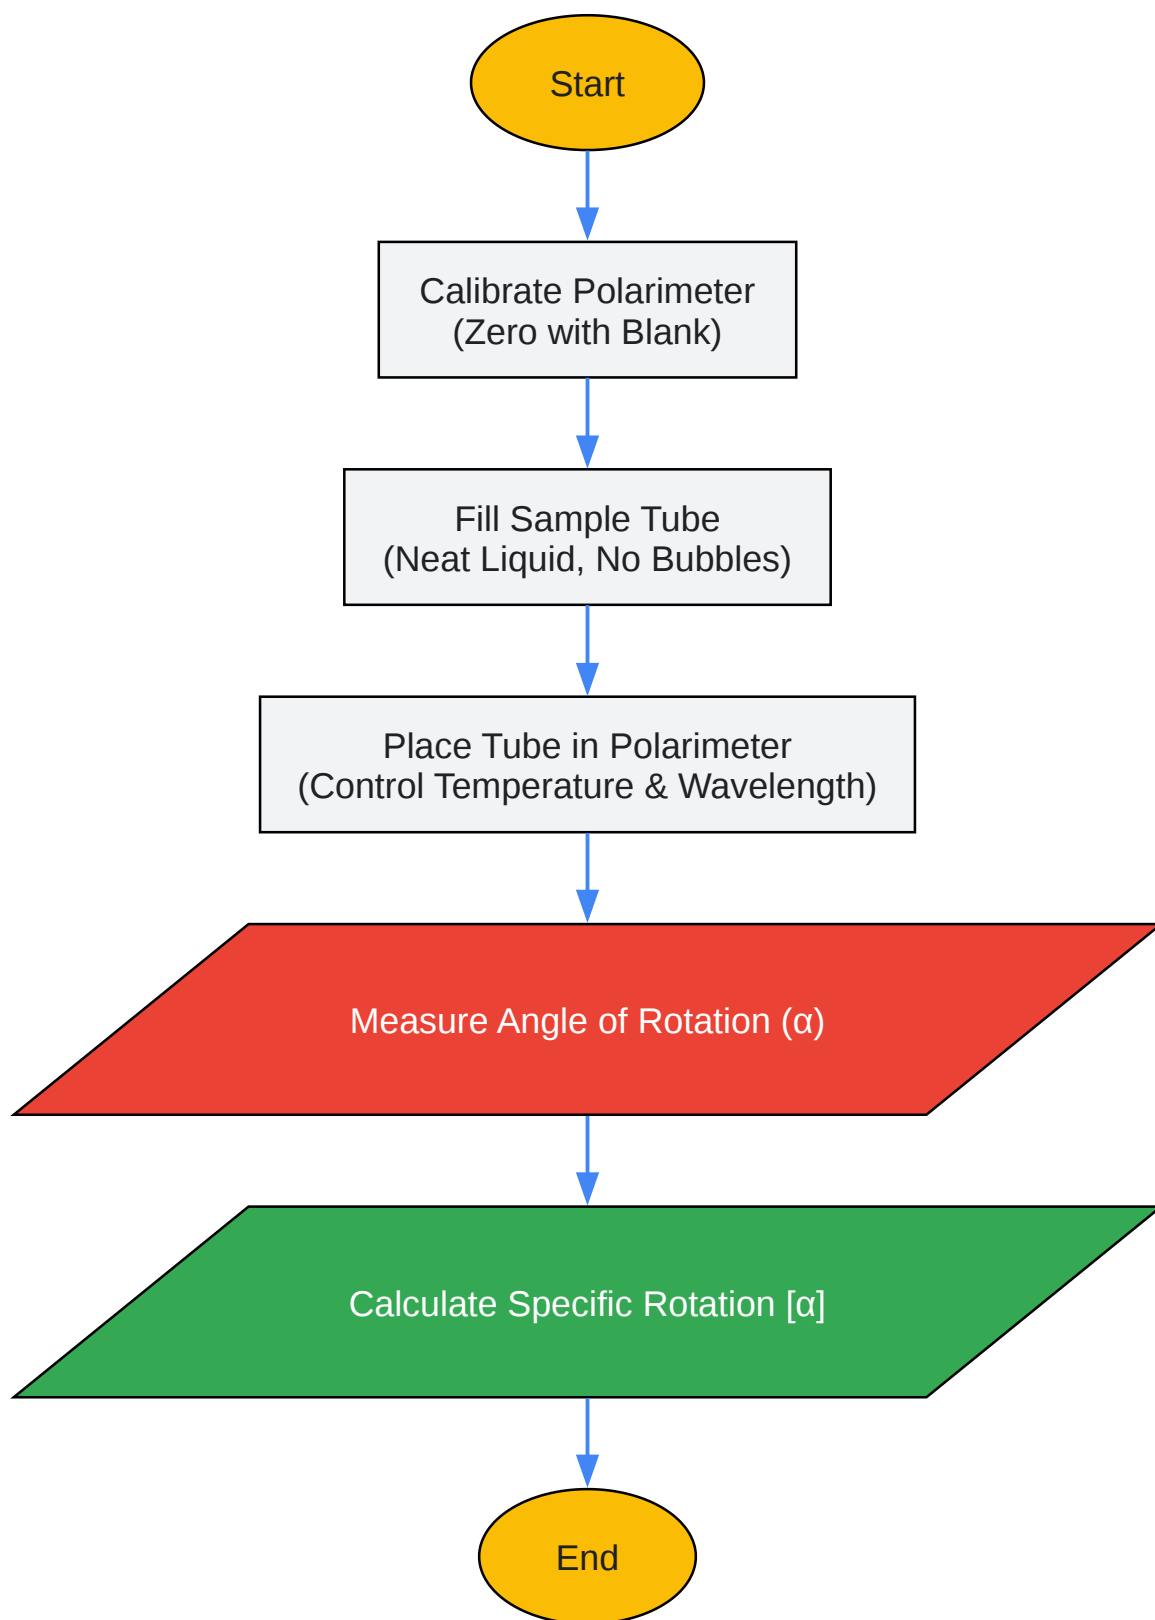 Start
Calibrate Polarimeter
(Zero with Blank)
Fill Sample Tube
(Neat Liquid, No Bubbles)
Place Tube in Polarimeter
(Control Temperature & Wavelength)
Measure Angle of Rotation (α)
Calculate Specific Rotation [α]
End